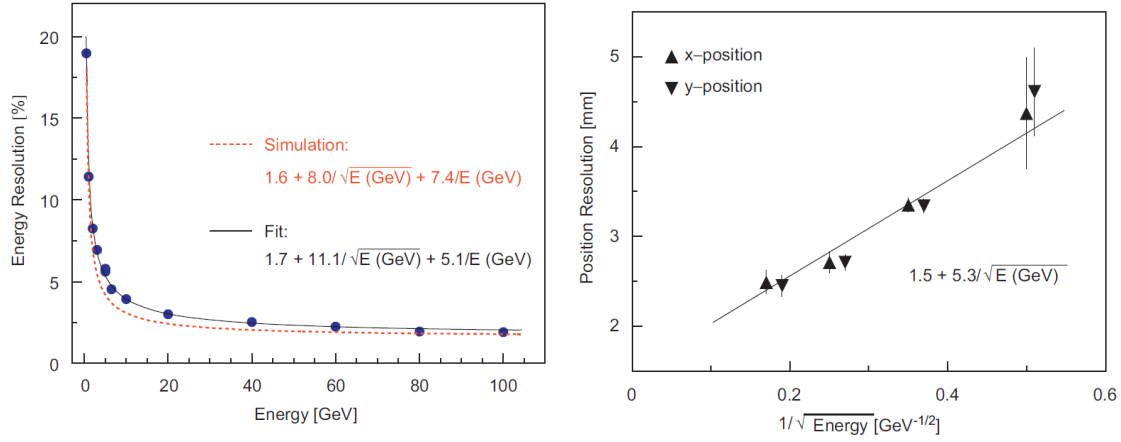 20
15
10
5
0
Energy Resolution [%]
Simulation:
1.6 + 8.0/√E (GeV) + 7.4/E (GeV)
Fit:
1.7 + 11.1/√E (GeV) + 5.1/E (GeV)
0 20 40 60 80 100
Energy [GeV]
5
4
3
2
Position Resolution [mm]
x–position
y–position
1.5 + 5.3/√E (GeV)
0 0.2 0.4 0.6
1/√Energy [GeV-1/2]